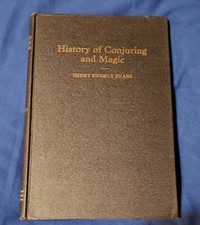 History of Conjuring
and Magic
HENRY RIDGELY EVANS